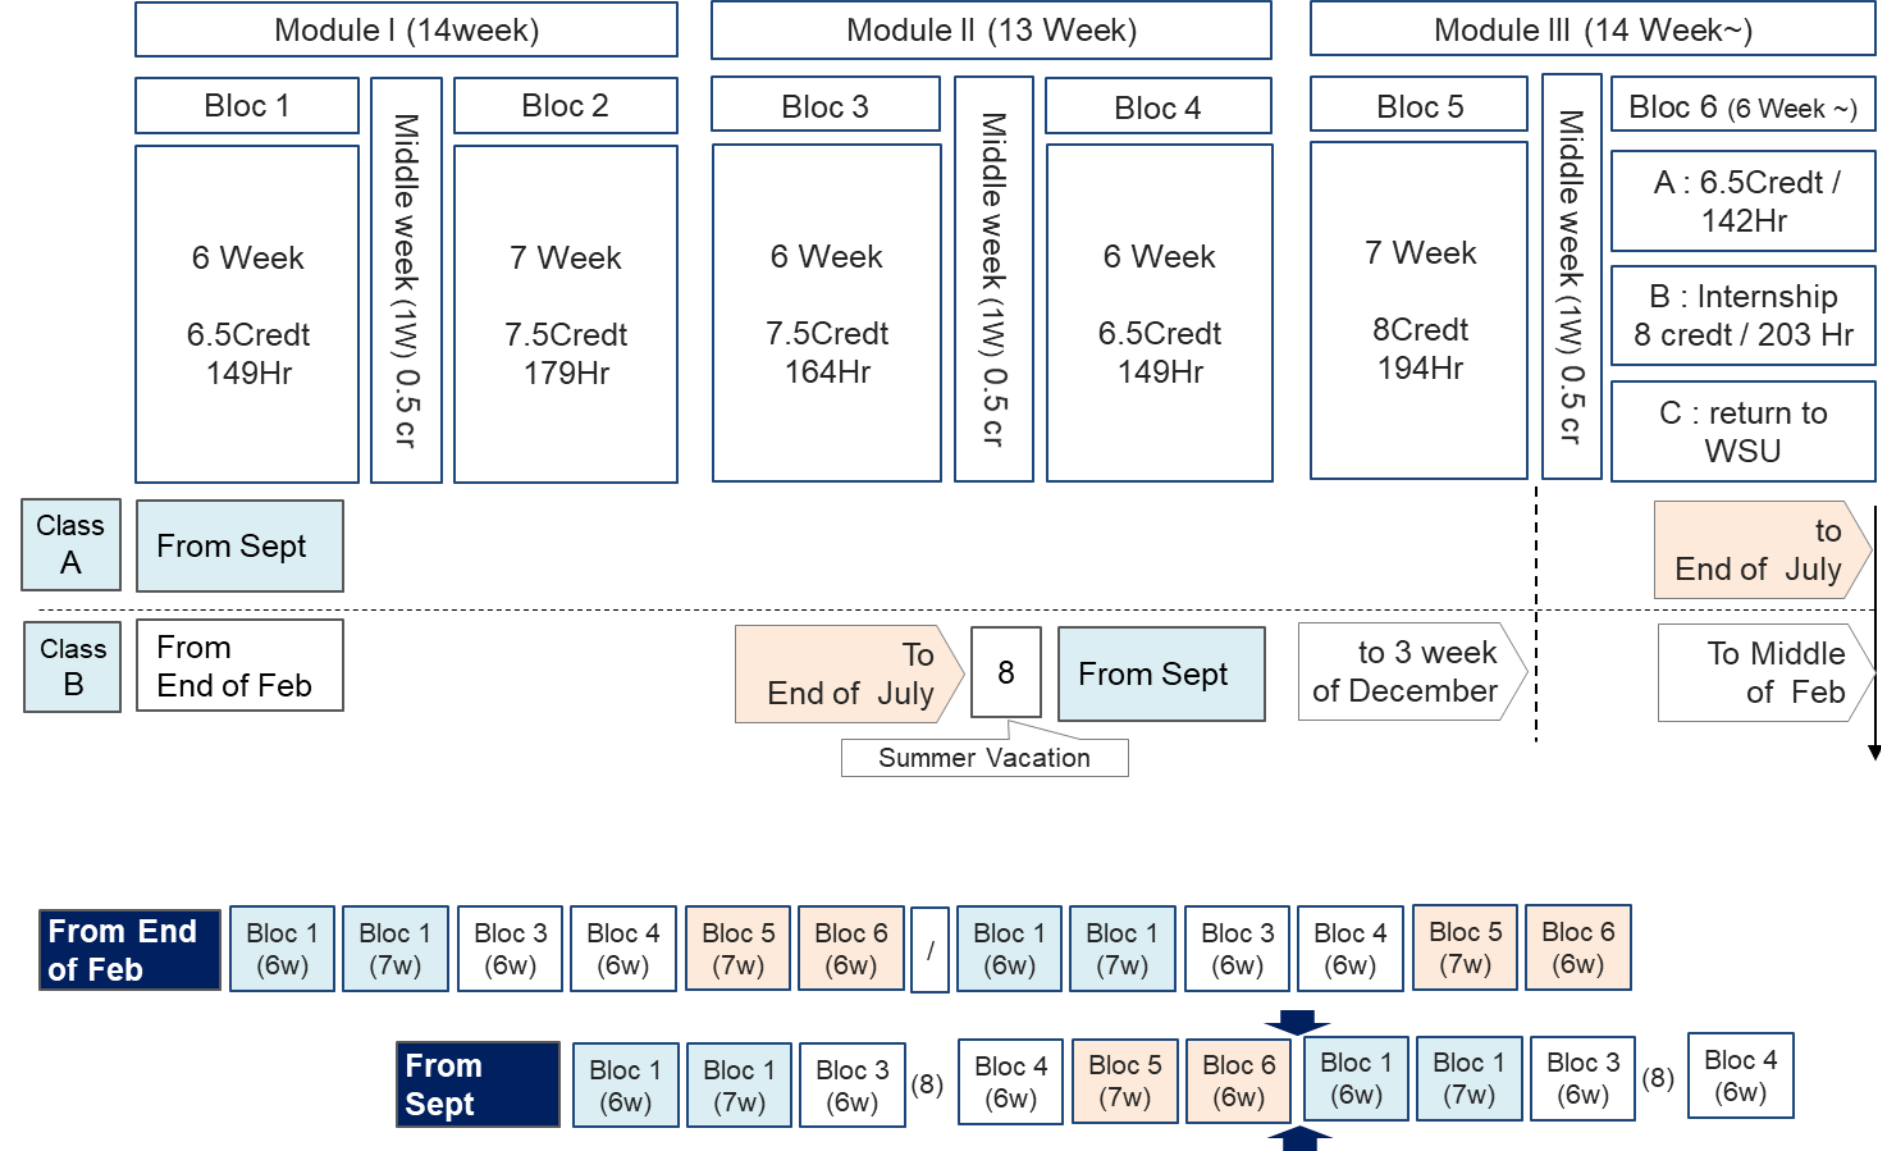 Module I (14week)
Module II (13 Week)
Module III (14 Week~)
Bloc 1
Middle week (1W) 0.5 cr
Bloc 2
Bloc 3
Middle week (1W) 0.5 cr
Bloc 4
Bloc 5
Middle week (1W) 0.5 cr
Bloc 6 (6 Week ~)
6 Week
6.5Credt
149Hr
7 Week
7.5Credt
179Hr
6 Week
7.5Credt
164Hr
6 Week
6.5Credt
149Hr
7 Week
8Credt
194Hr
A : 6.5Credt /
142Hr
B : Internship
8 credt / 203 Hr
C : return to
WSU
Class
A
From Sept
to
End of July
Class
B
From
End of Feb
To
End of July
8
From Sept
to 3 week
of December
To Middle
of Feb
Summer Vacation
From End
of Feb
Bloc 1
(6w)
Bloc 1
(7w)
Bloc 3
(6w)
Bloc 4
(6w)
Bloc 5
(7w)
Bloc 6
(6w)
/
Bloc 1
(6w)
Bloc 1
(7w)
Bloc 3
(6w)
Bloc 4
(6w)
Bloc 5
(7w)
Bloc 6
(6w)
From
Sept
Bloc 1
(6w)
Bloc 1
(7w)
Bloc 3
(6w)
(8)
Bloc 4
(6w)
Bloc 5
(7w)
Bloc 6
(6w)
Bloc 1
(6w)
Bloc 1
(7w)
Bloc 3
(6w)
(8)
Bloc 4
(6w)